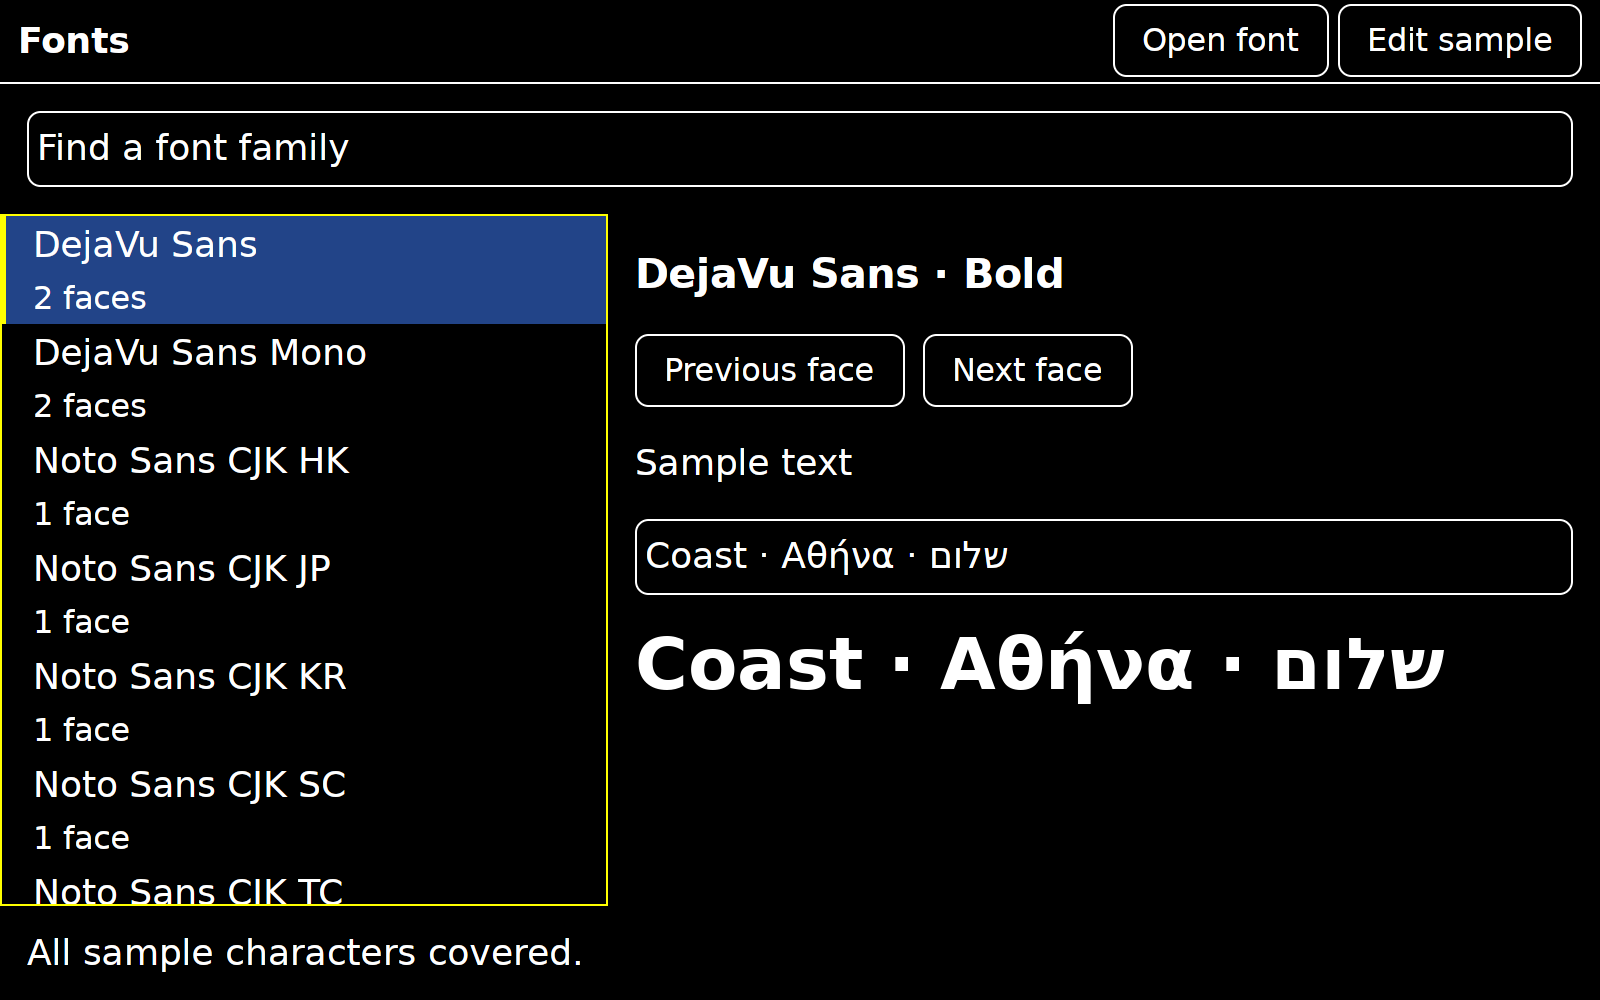 Fonts
Open font
Edit sample
Find a font family
DejaVu Sans
2 faces
DejaVu Sans Mono
2 faces
Noto Sans CJK HK
1 face
Noto Sans CJK JP
1 face
Noto Sans CJK KR
1 face
Noto Sans CJK SC
1 face
Noto Sans CJK TC
DejaVu Sans · Bold
Previous face
Next face
Sample text
Coast · Αθήνα · שלום
Coast · Αθήνα · שלום
All sample characters covered.